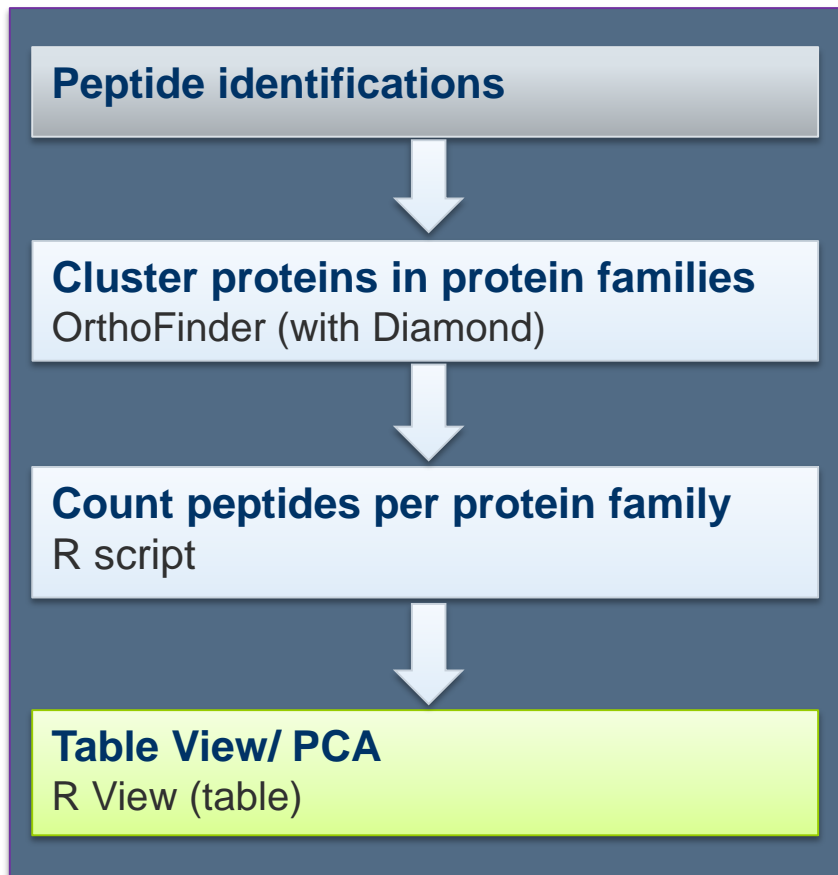 Peptide identifications
Cluster proteins in protein families
OrthoFinder (with Diamond)
Count peptides per protein family
R script
Table View/ PCA
R View (table)